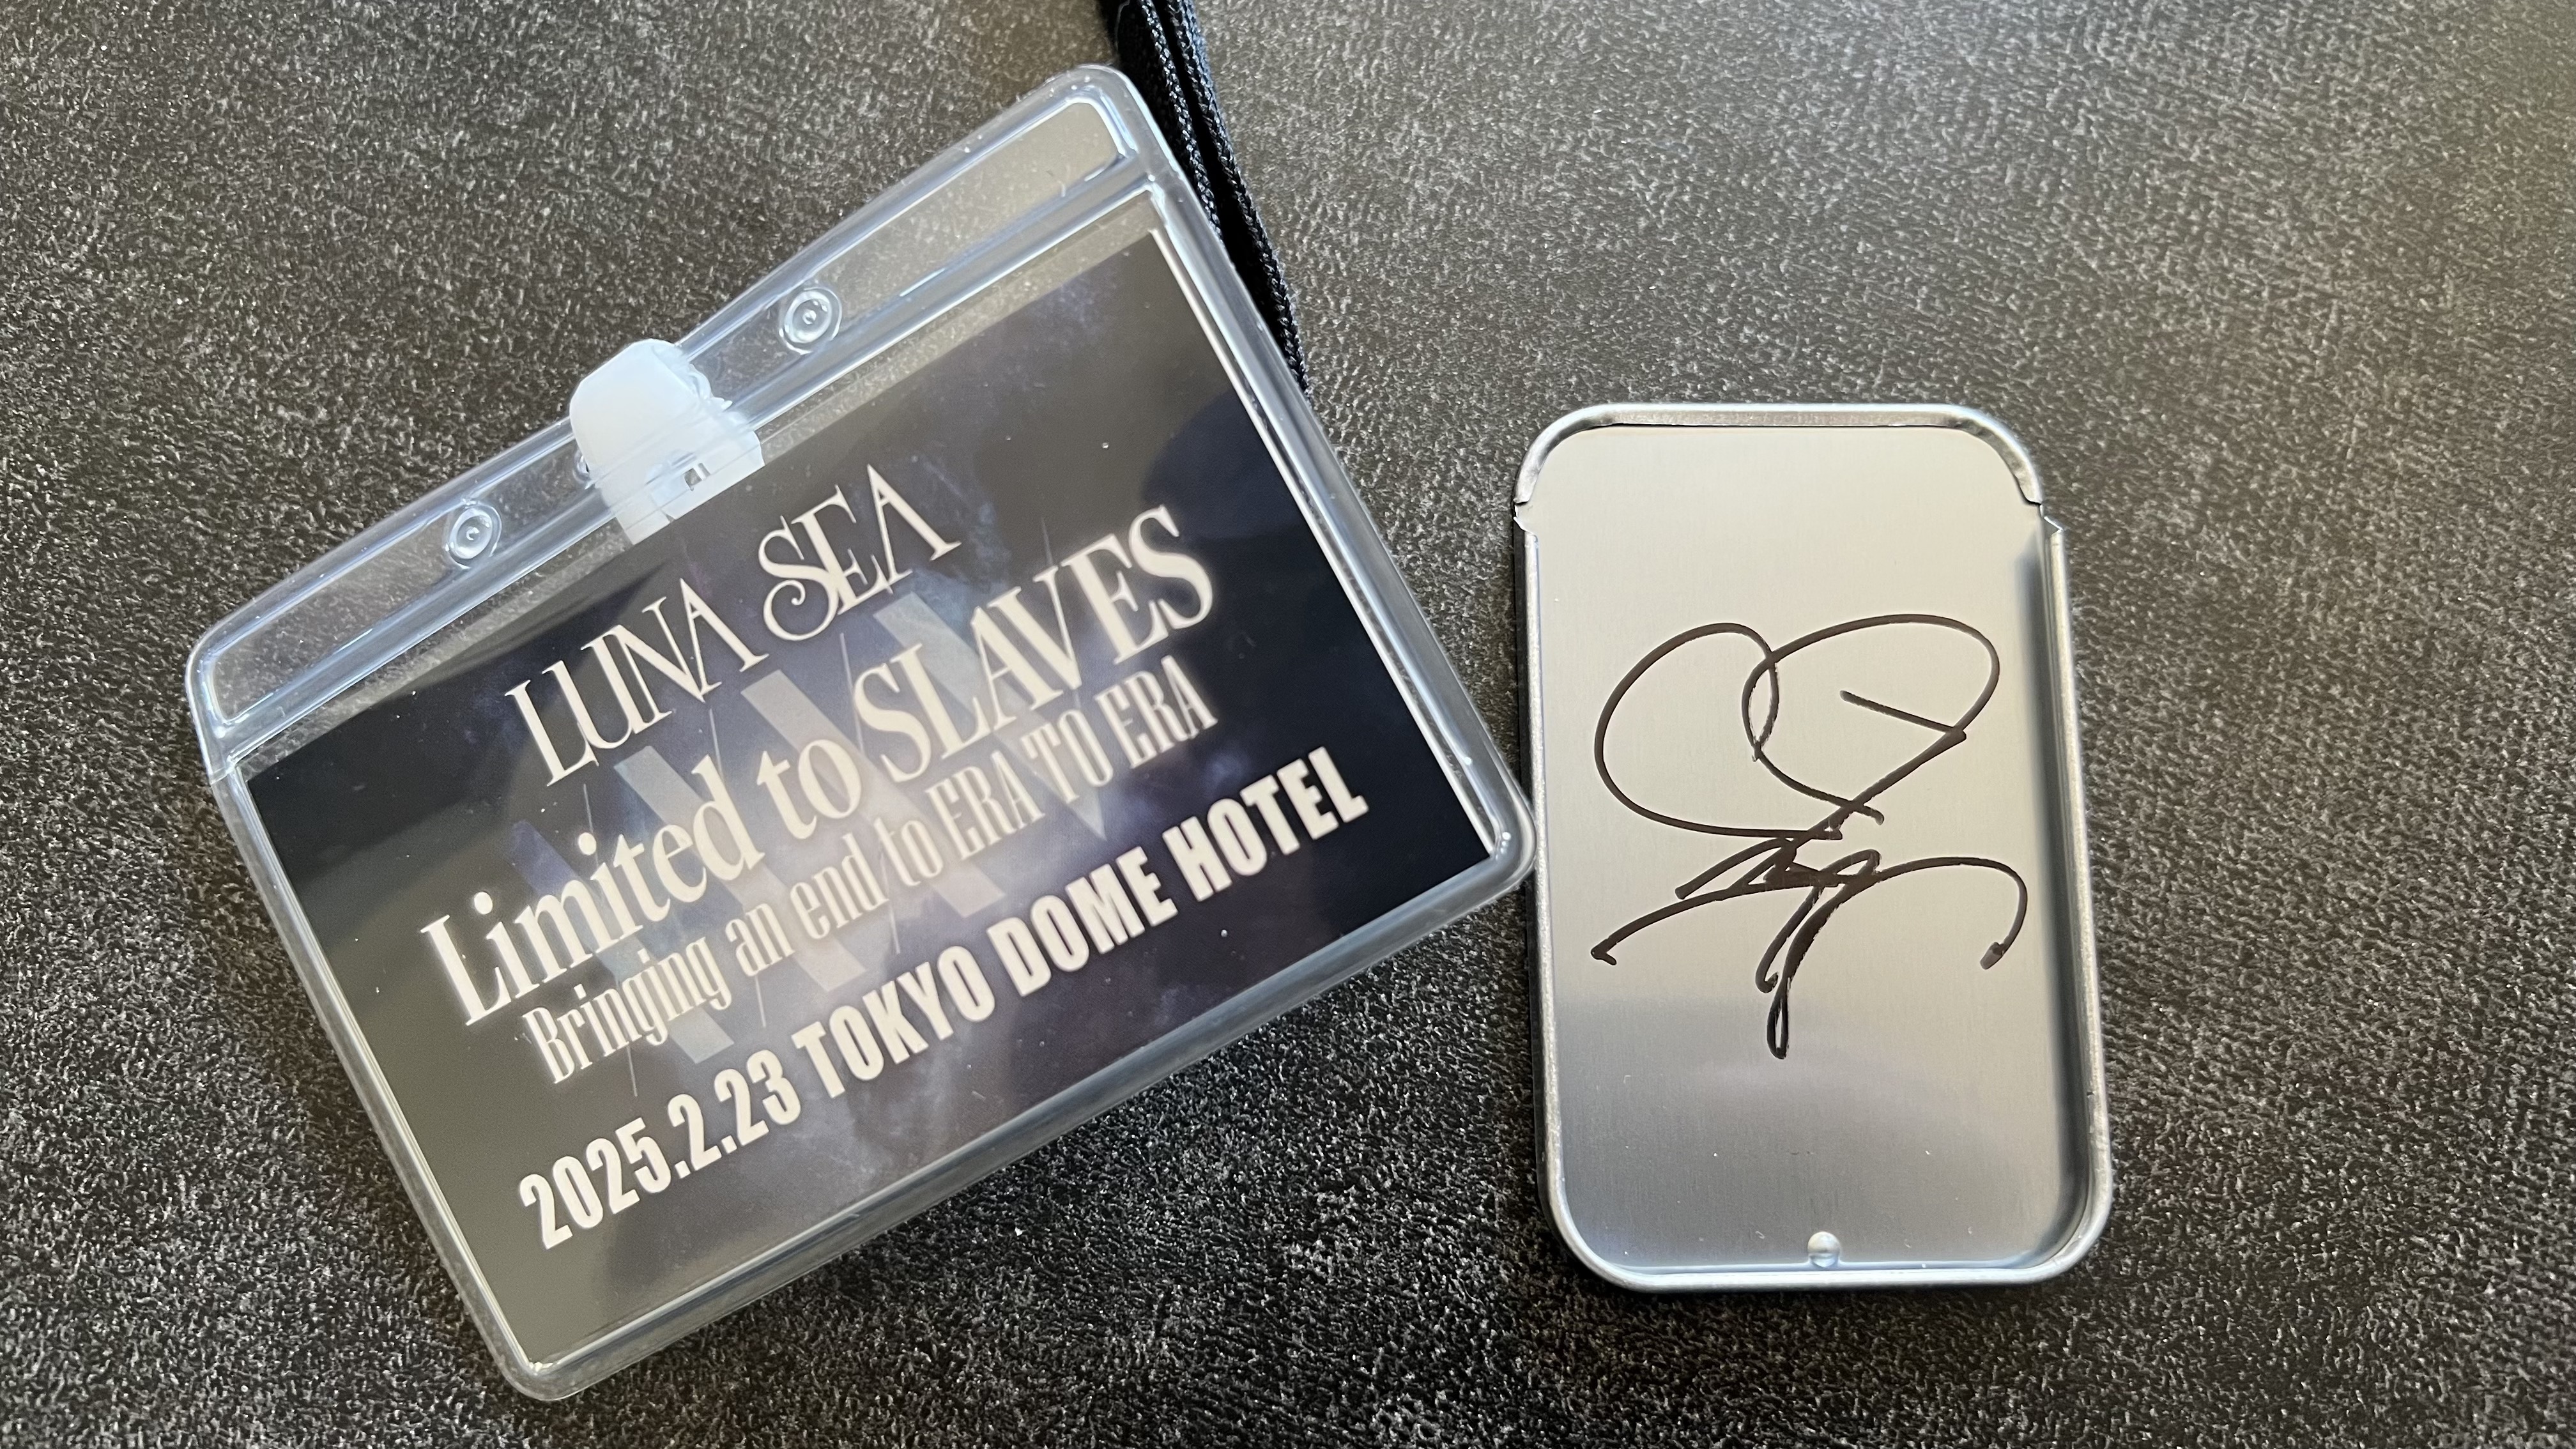 LUNA SEA
Limited to SLAVES
Bringing an end to ERA TO ERA
2025.2.23 TOKYO DOME HOTEL